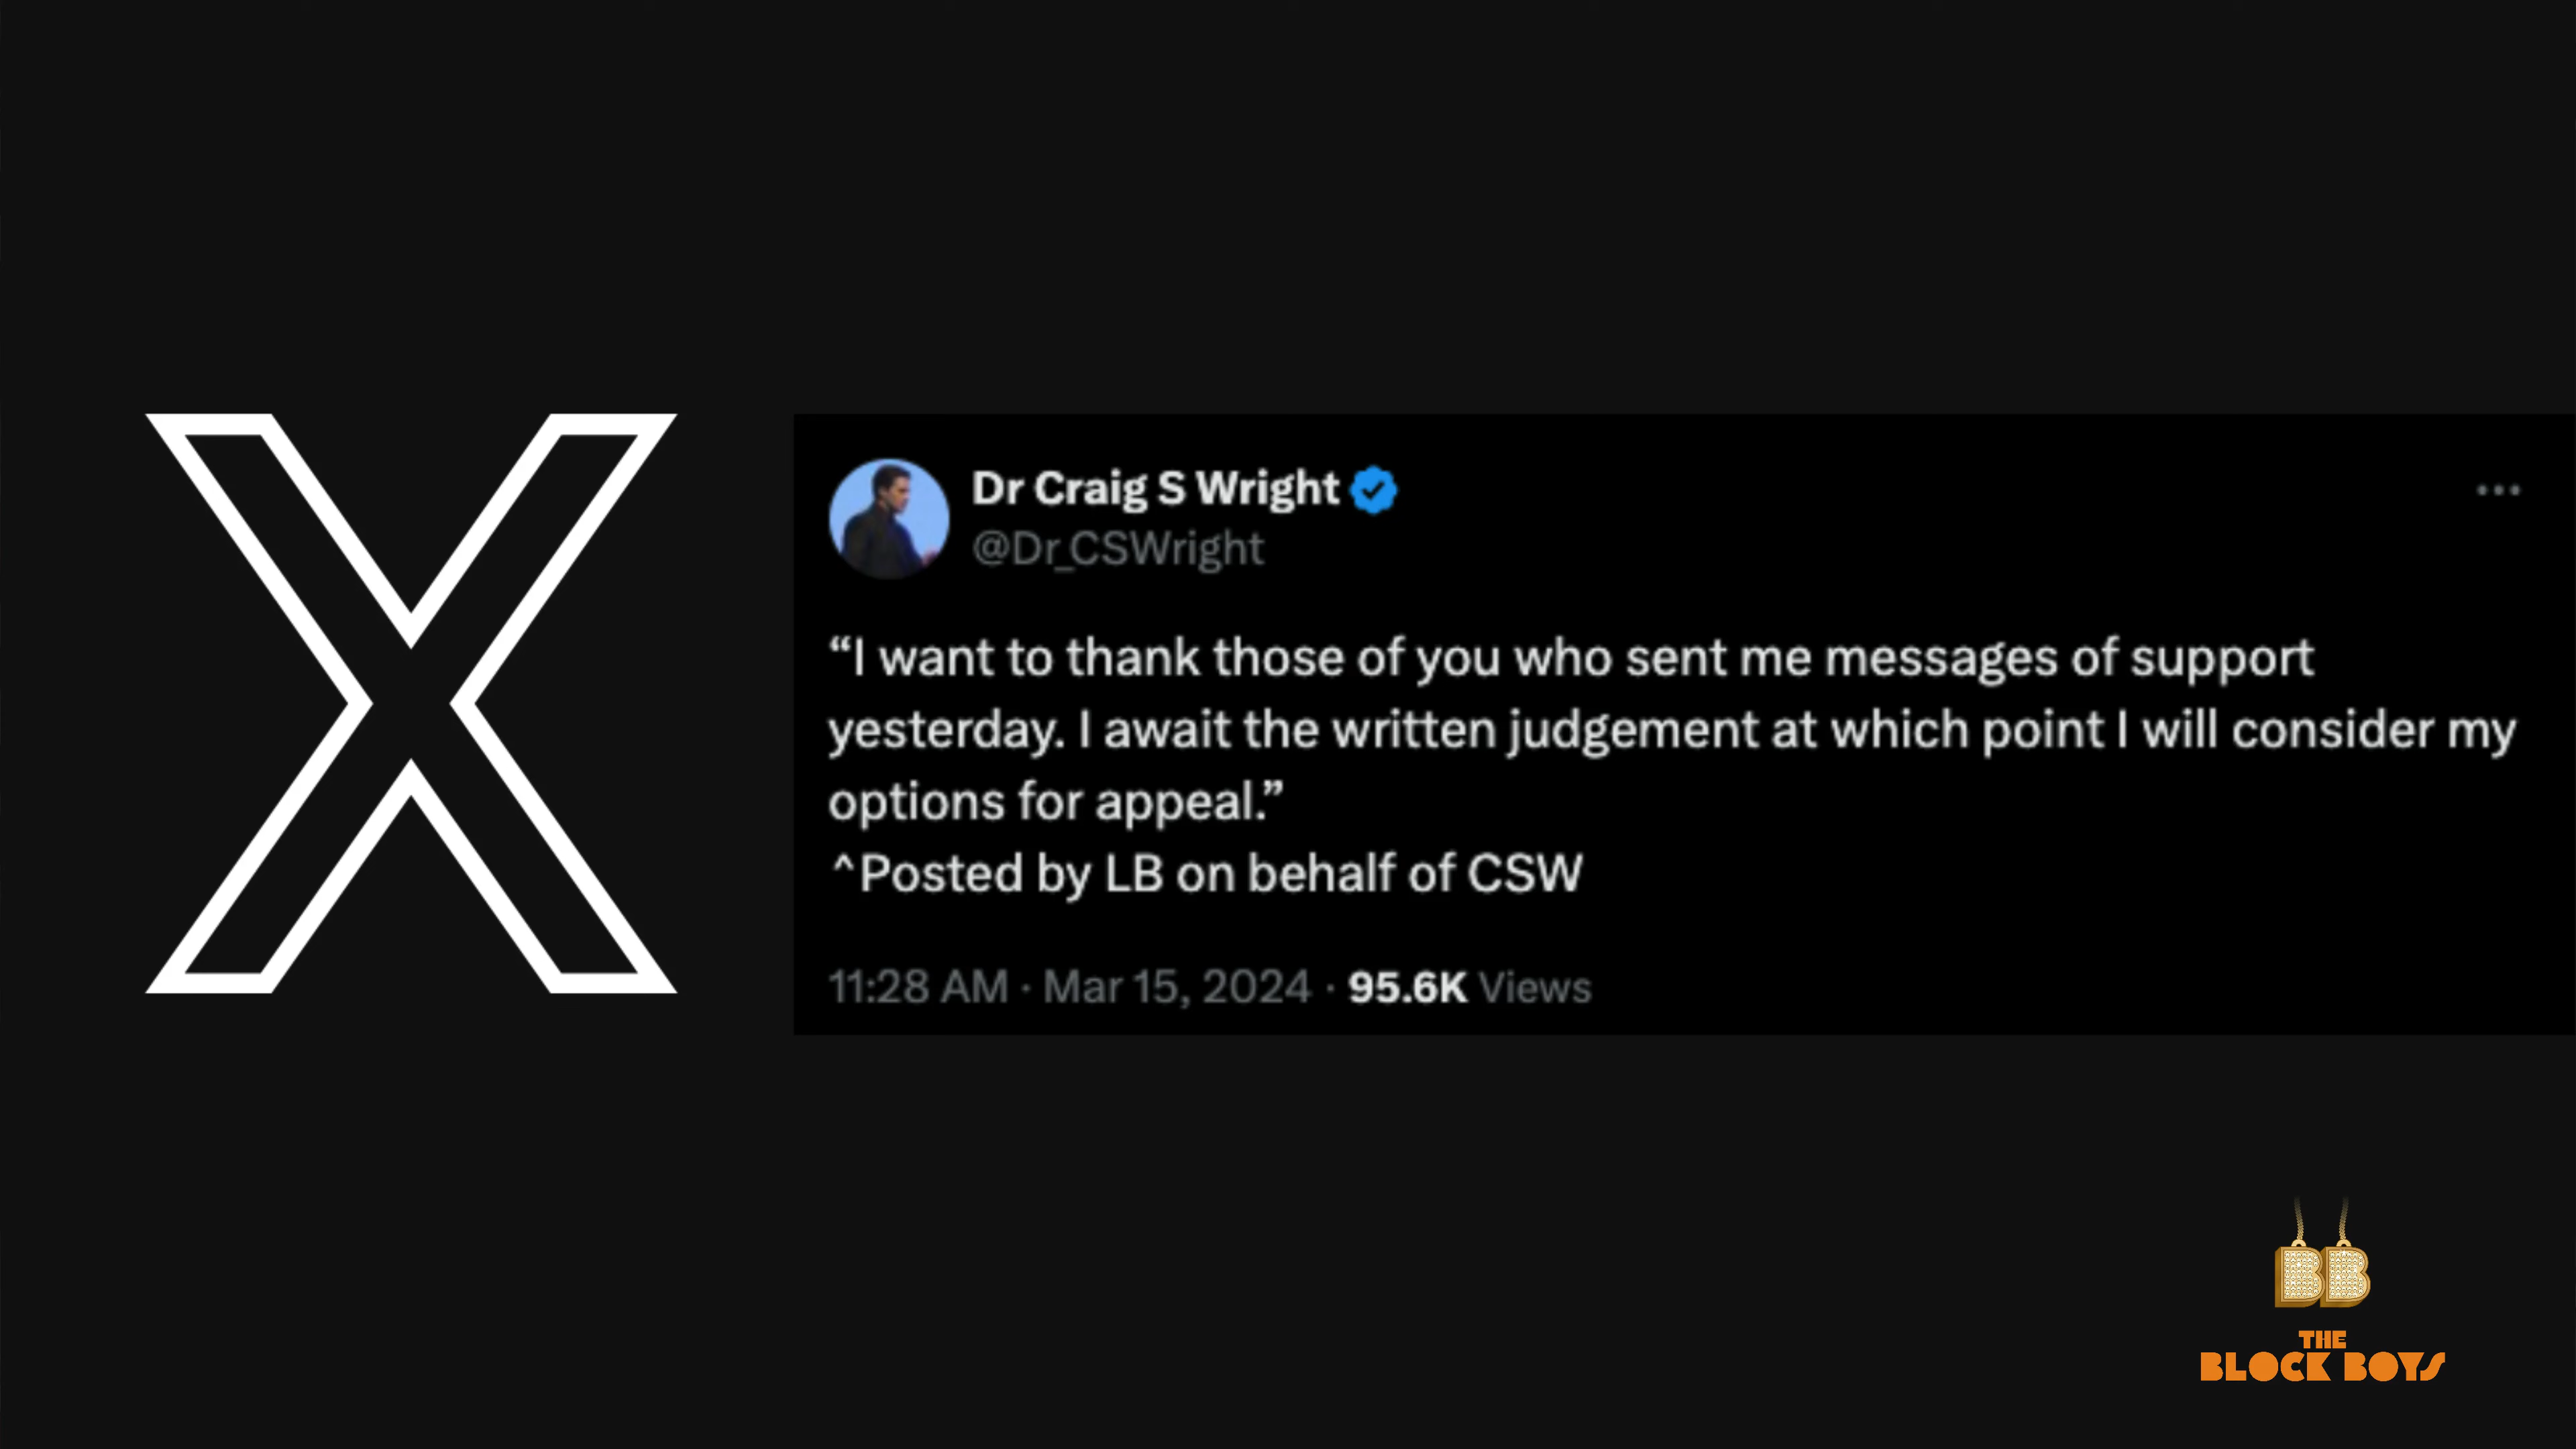 X
Dr Craig S Wright
@Dr_CSWright
“I want to thank those of you who sent me messages of support
yesterday. I await the written judgement at which point I will consider my
options for appeal.”
^Posted by LB on behalf of CSW
11:28 AM · Mar 15, 2024 · 95.6K Views
BB
THE
BLOCK BOYS